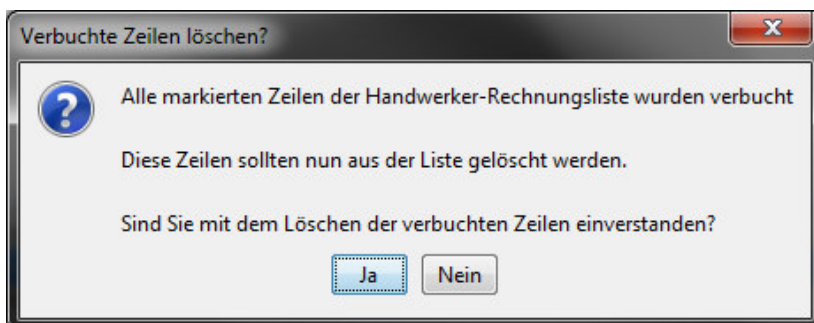 Verbuchte Zeilen löschen?
Alle markierten Zeilen der Handwerker-Rechnungsliste wurden verbucht
Diese Zeilen sollten nun aus der Liste gelöscht werden.
Sind Sie mit dem Löschen der verbuchten Zeilen einverstanden?
Ja
Nein